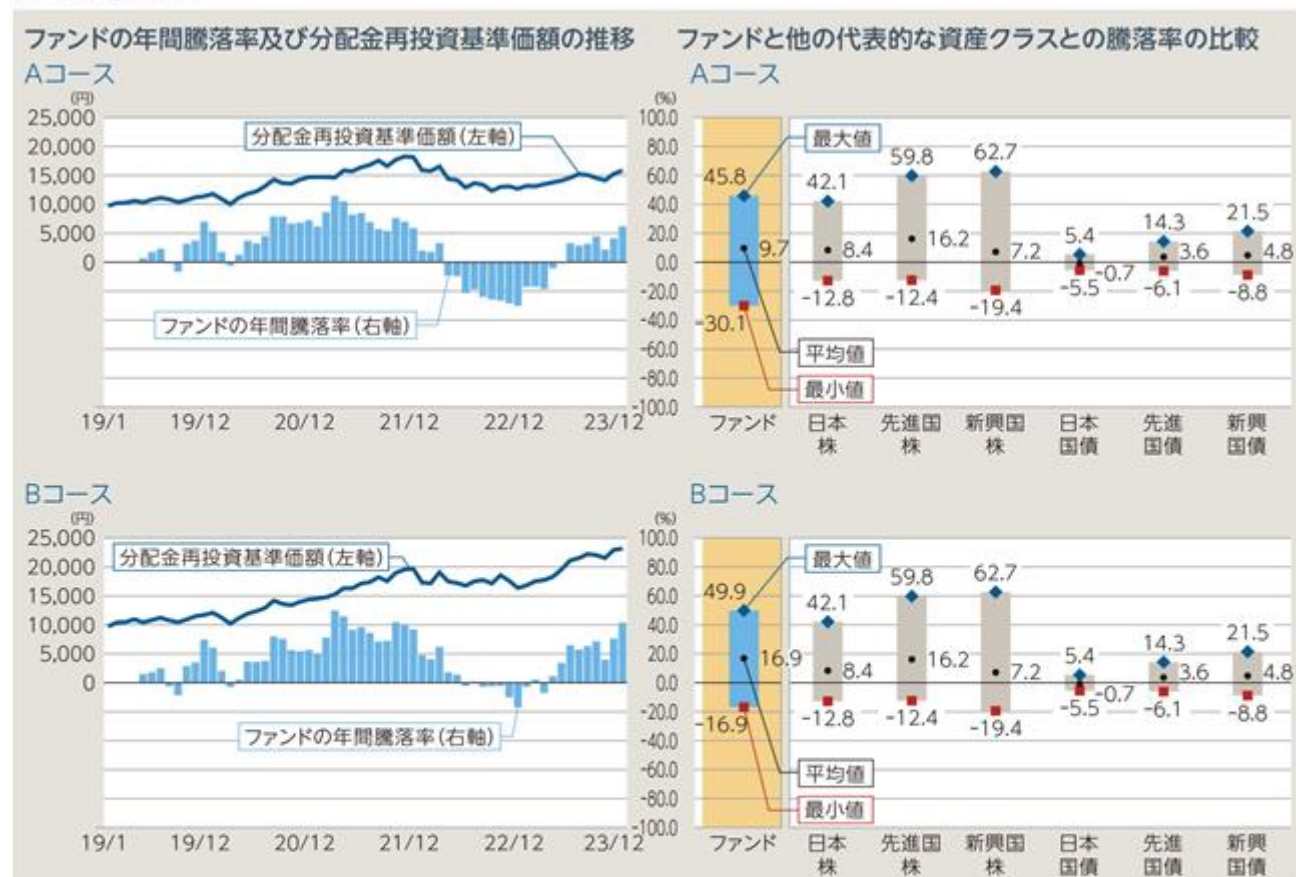 ファンドの年間騰落率及び分配金再投資基準価額の推移
Aコース
(円)
25,000
20,000
15,000
10,000
5,000
0
分配金再投資基準価額(左軸)
ファンドの年間騰落率(右軸)
(%)
100.0
80.0
60.0
40.0
20.0
0.0
-20.0
-40.0
-60.0
-80.0
-100.0
19/1 19/12 20/12 21/12 22/12 23/12
ファンドと他の代表的な資産クラスとの騰落率の比較
Aコース
最大値
平均値
最小値
45.8 42.1 59.8 62.7 5.4 14.3 21.5
9.7 8.4 16.2 7.2 -0.7 3.6 4.8
-30.1 -12.8 -12.4 -19.4 -5.5 -6.1 -8.8
ファンド 日本株 先進国株 新興国株 日本国債 先進国債 新興国債
Bコース
(円)
25,000
20,000
15,000
10,000
5,000
0
分配金再投資基準価額(左軸)
ファンドの年間騰落率(右軸)
(%)
100.0
80.0
60.0
40.0
20.0
0.0
-20.0
-40.0
-60.0
-80.0
-100.0
19/1 19/12 20/12 21/12 22/12 23/12
Bコース
最大値
平均値
最小値
49.9 42.1 59.8 62.7 5.4 14.3 21.5
16.9 8.4 16.2 7.2 -0.7 3.6 4.8
-16.9 -12.8 -12.4 -19.4 -5.5 -6.1 -8.8
ファンド 日本株 先進国株 新興国株 日本国債 先進国債 新興国債